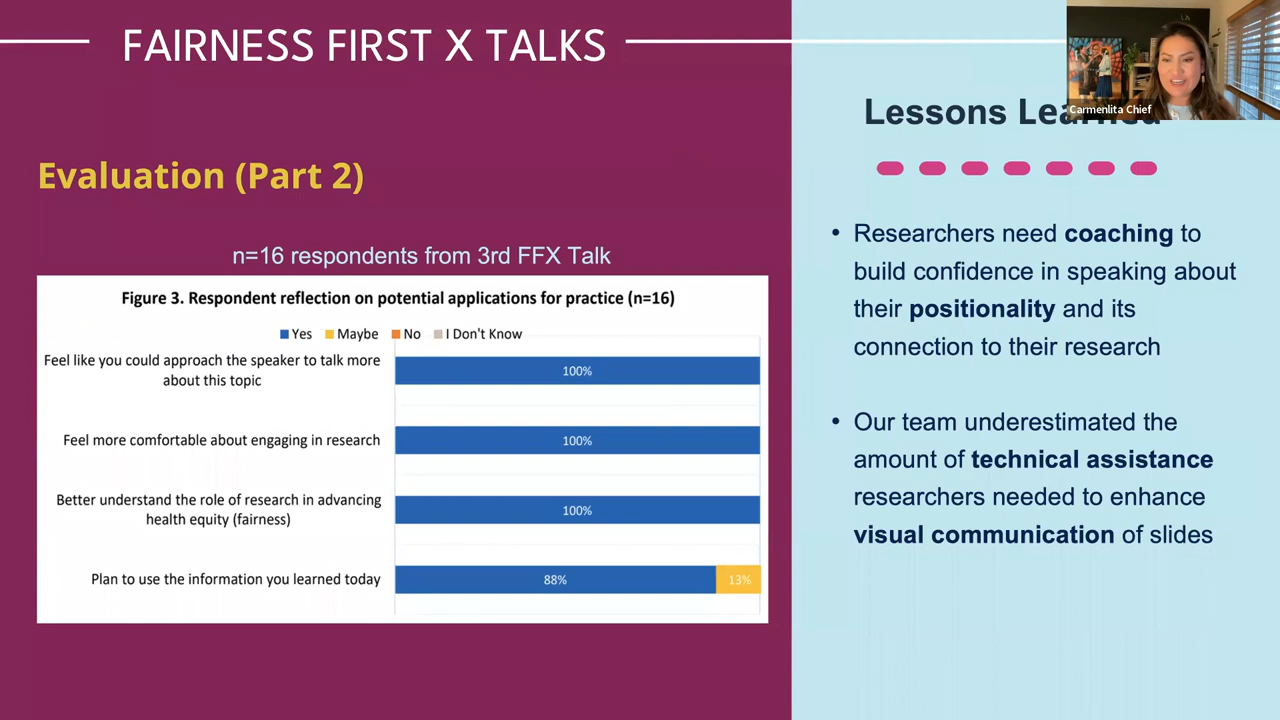 FAIRNESS FIRST X TALKS
Evaluation (Part 2)
n=16 respondents from 3rd FFX Talk
Figure 3. Respondent reflection on potential applications for practice (n=16)
Yes Maybe No I Don't Know
Feel like you could approach the speaker to talk more
about this topic
100%
Feel more comfortable about engaging in research
100%
Better understand the role of research in advancing
health equity (fairness)
100%
Plan to use the information you learned today
88% 13%
Carmenlita Chief
Lessons Learned
• Researchers need coaching to
build confidence in speaking about
their positionality and its
connection to their research
• Our team underestimated the
amount of technical assistance
researchers needed to enhance
visual communication of slides